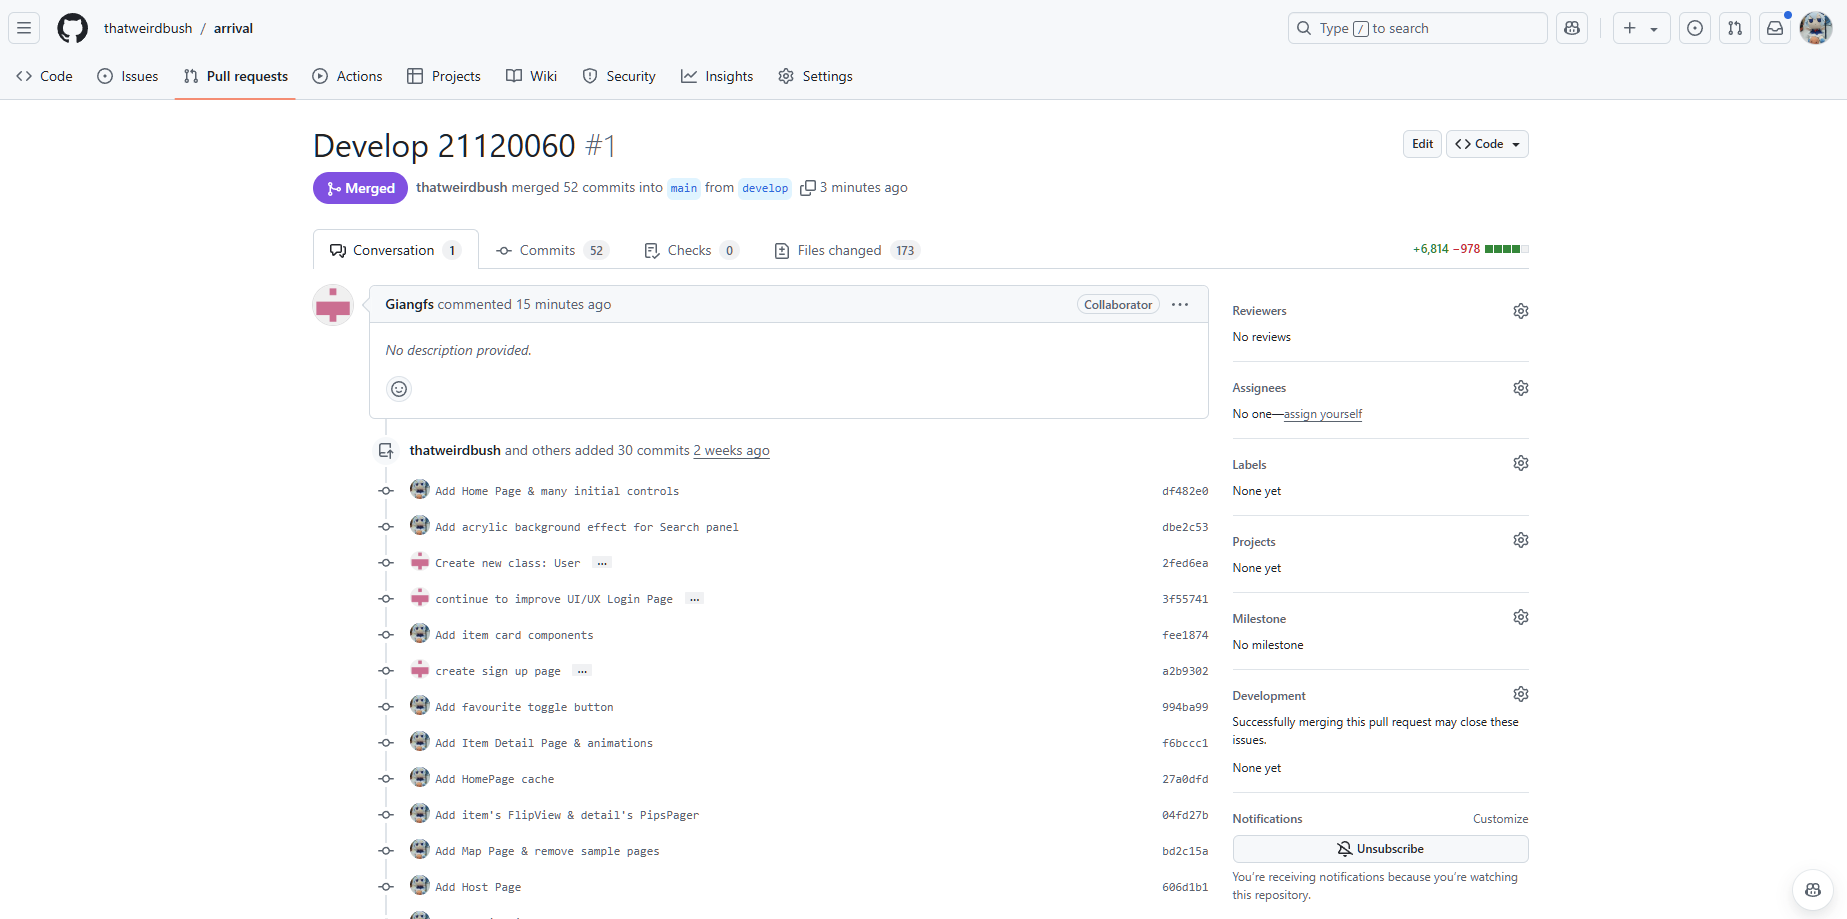 thatweirdbush / arrival
Type / to search
Code
Issues
Pull requests
Actions
Projects
Wiki
Security
Insights
Settings
Develop 21120060 #1
Edit
Code
Merged
thatweirdbush merged 52 commits into main from develop 3 minutes ago
Conversation 1
Commits 52
Checks 0
Files changed 173
+6,814 −978
Giangfs commented 15 minutes ago
Collaborator
No description provided.
thatweirdbush and others added 30 commits 2 weeks ago
Add Home Page & many initial controls df482e0
Add acrylic background effect for Search panel dbe2c53
Create new class: User … 2fed6ea
continue to improve UI/UX Login Page … 3f55741
Add item card components fee1874
create sign up page … a2b9302
Add favourite toggle button 994ba99
Add Item Detail Page & animations f6bccc1
Add HomePage cache 27a0dfd
Add item's FlipView & detail's PipsPager 04fd27b
Add Map Page & remove sample pages bd2c15a
Add Host Page 606d1b1
Reviewers
No reviews
Assignees
No one—assign yourself
Labels
None yet
Projects
None yet
Milestone
No milestone
Development
Successfully merging this pull request may close these
issues.
None yet
Notifications
Customize
Unsubscribe
You're receiving notifications because you're watching
this repository.